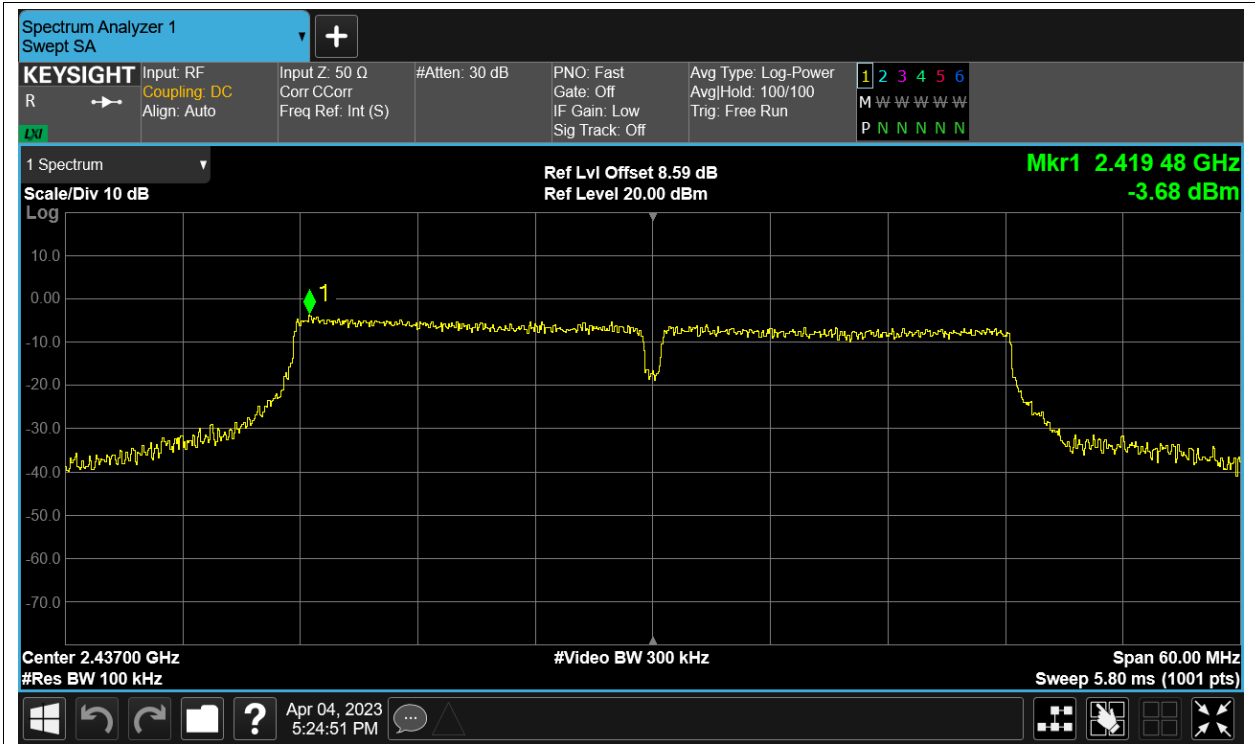 Spectrum Analyzer 1
Swept SA
KEYSIGHT
R
LXI
Input: RF
Coupling: DC
Align: Auto
Input Z: 50 Ω
Corr CCorr
Freq Ref: Int (S)
#Atten: 30 dB
PNO: Fast
Gate: Off
IF Gain: Low
Sig Track: Off
Avg Type: Log-Power
Avg|Hold: 100/100
Trig: Free Run
1 2 3 4 5 6
M W W W W W
P N N N N N
1 Spectrum
Scale/Div 10 dB
Log
Ref Lvl Offset 8.59 dB
Ref Level 20.00 dBm
Mkr1 2.419 48 GHz
-3.68 dBm
1
10.0
0.00
-10.0
-20.0
-30.0
-40.0
-50.0
-60.0
-70.0
Center 2.43700 GHz
#Res BW 100 kHz
#Video BW 300 kHz
Span 60.00 MHz
Sweep 5.80 ms (1001 pts)
?
Apr 04, 2023
5:24:51 PM